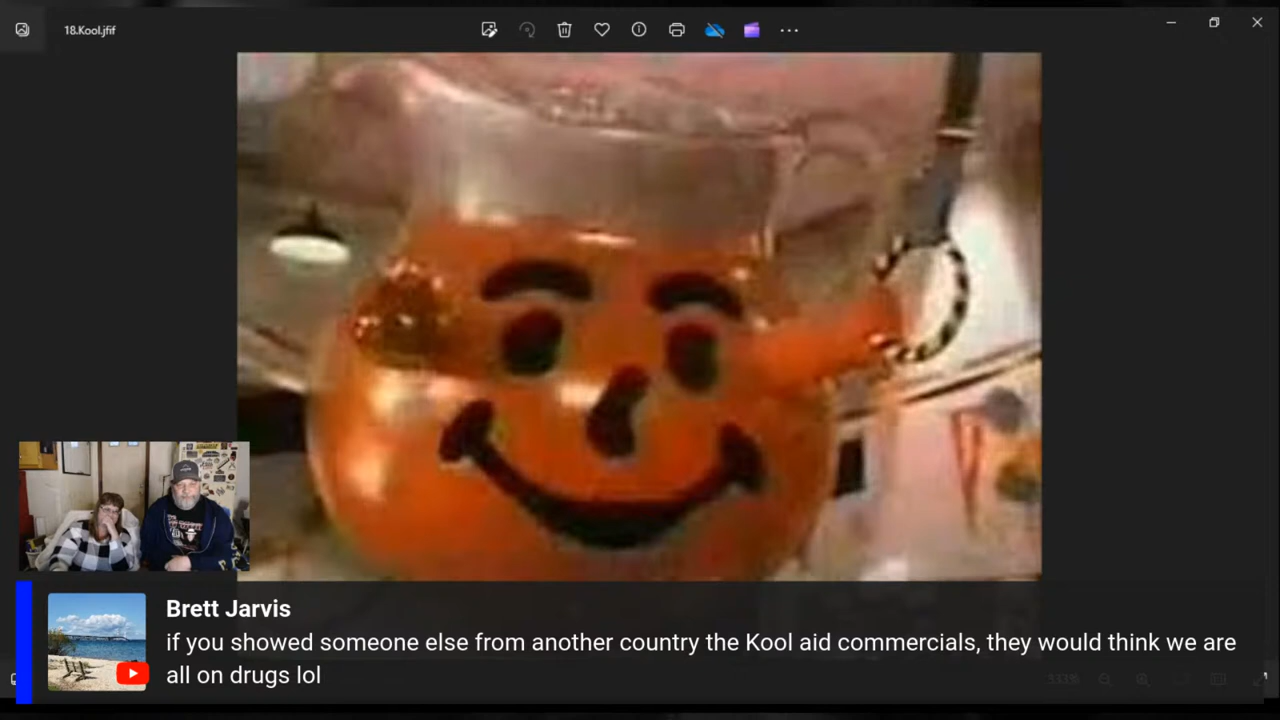 18.Kool.jfif
Brett Jarvis
if you showed someone else from another country the Kool aid commercials, they would think we are
all on drugs lol
533%